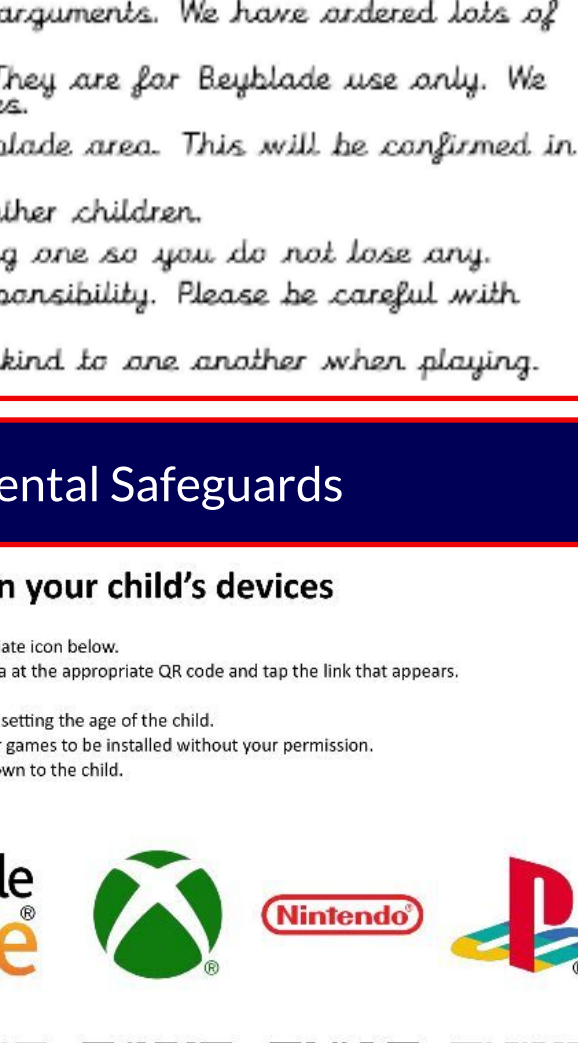 arguments. We have ordered lots of
They are for Beyblade use only. We
es.
blade area. This will be confirmed in
ther children.
g one so you do not lose any.
ponsibility. Please be careful with
kind to one another when playing.
ental Safeguards
n your child's devices
ate icon below.
a at the appropriate QR code and tap the link that appears.
setting the age of the child.
r games to be installed without your permission.
own to the child.
le®
e
®
Nintendo®